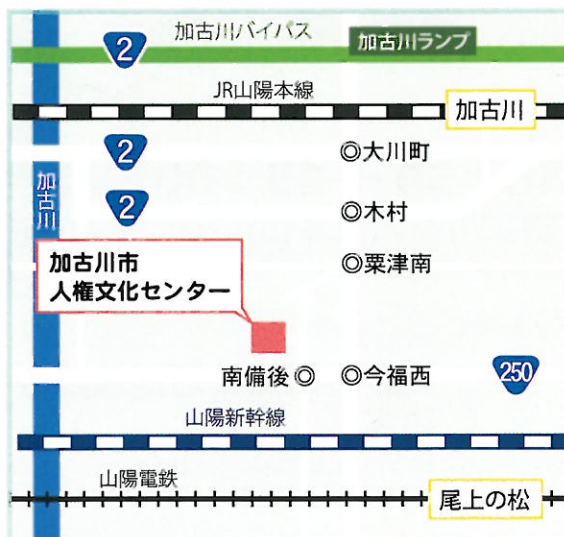 加古川バイパス
加古川ランプ
2
JR山陽本線
加古川
2
大川町
加古川
2
木村
加古川市
人権文化センター
粟津南
南備後
今福西
250
山陽新幹線
山陽電鉄
尾上の松